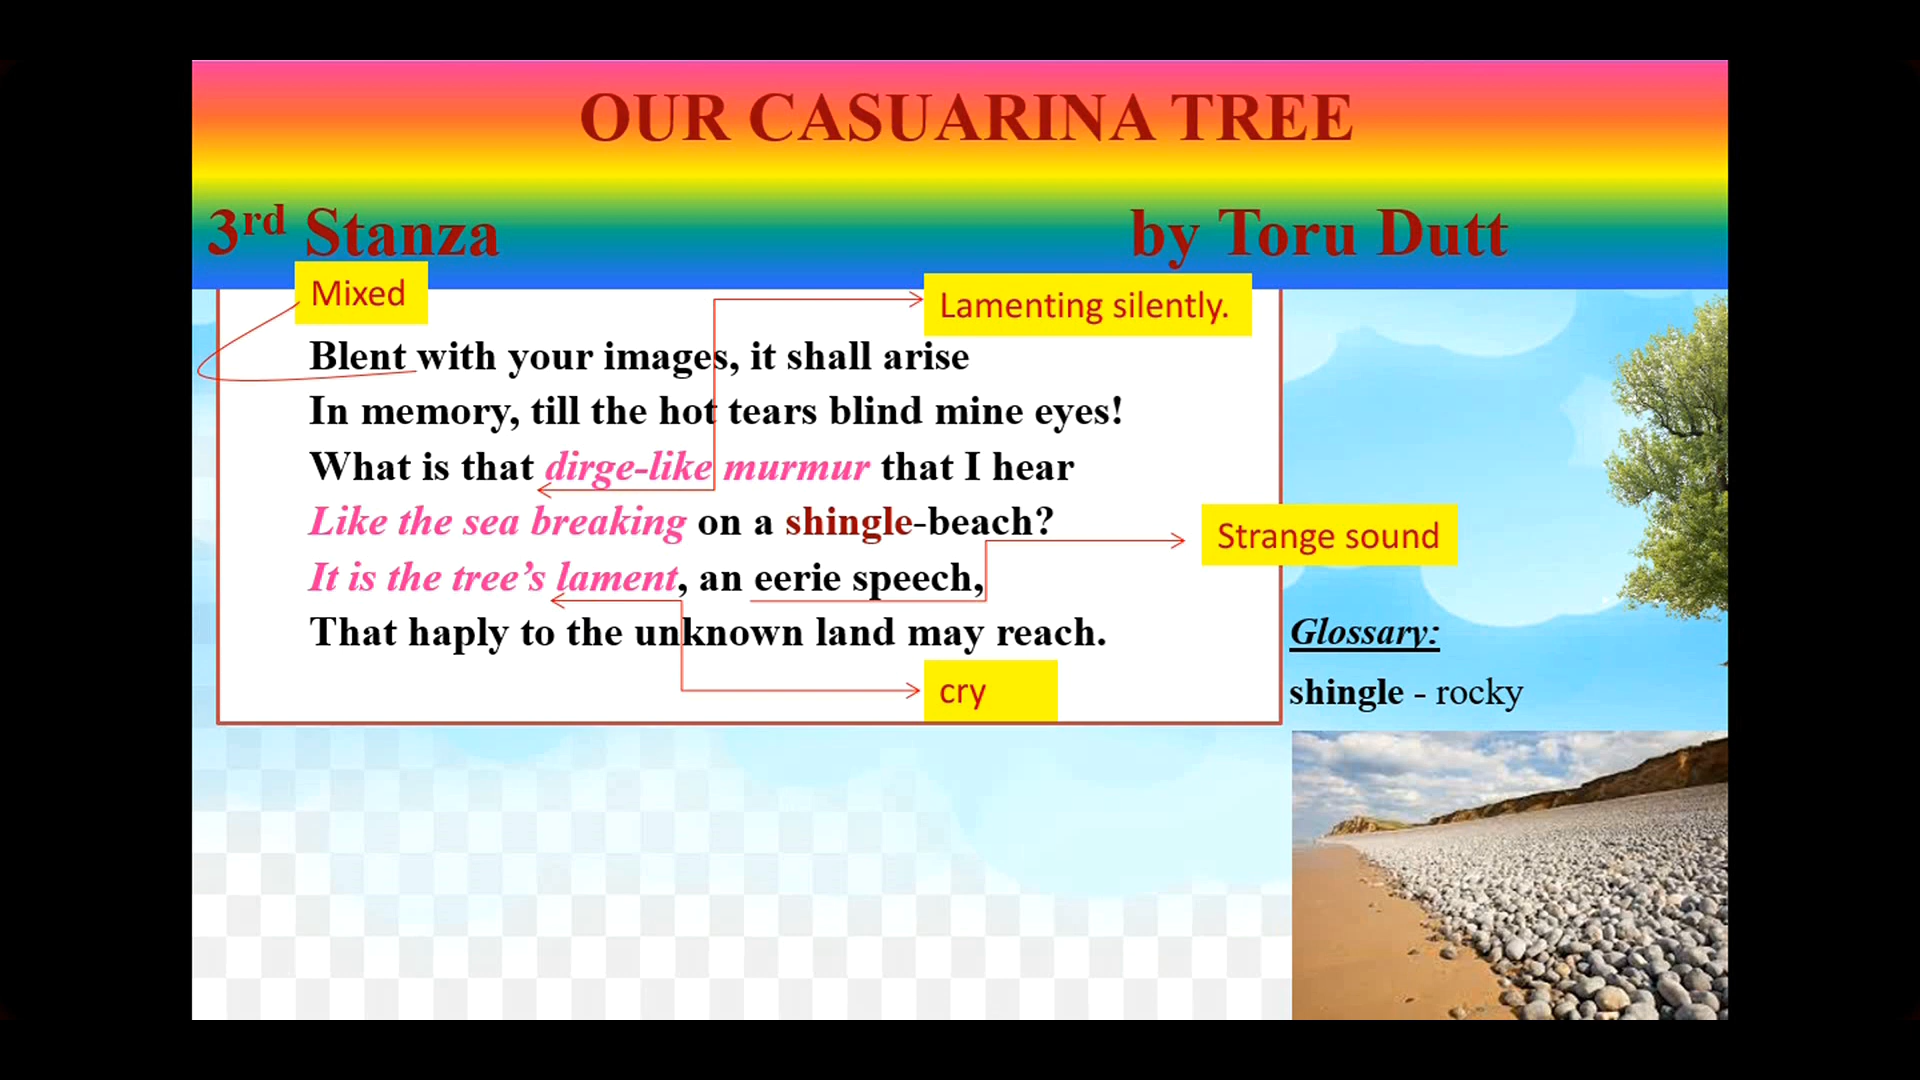 OUR CASUARINA TREE
3rd Stanza by Toru Dutt
Mixed
Lamenting silently.
Blent with your images, it shall arise
In memory, till the hot tears blind mine eyes!
What is that dirge-like murmur that I hear
Like the sea breaking on a shingle-beach?
Strange sound
It is the tree’s lament, an eerie speech,
That haply to the unknown land may reach.
cry
Glossary:
shingle - rocky